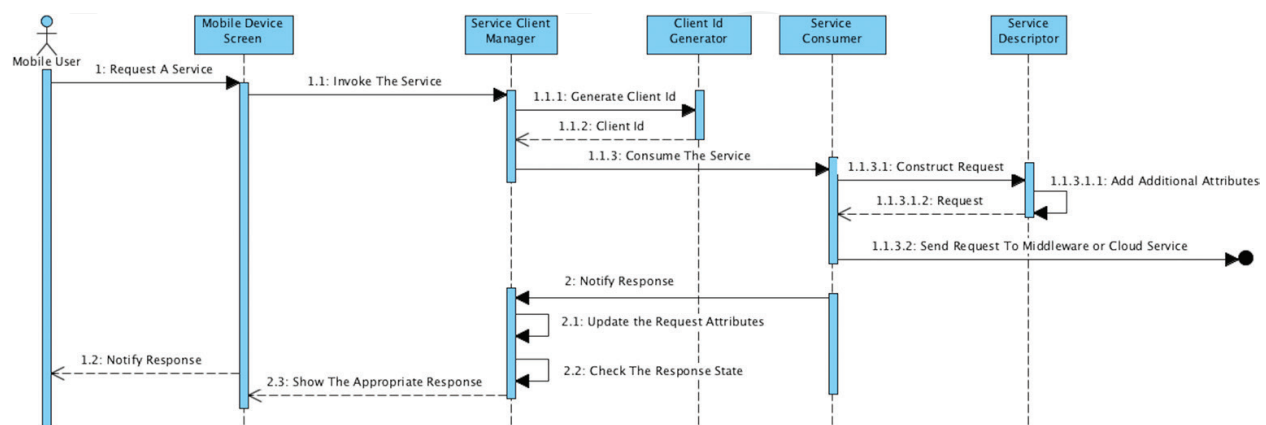 Mobile User
Mobile Device
Screen
Service Client
Manager
Client Id
Generator
Service
Consumer
Service
Descriptor
1: Request A Service
1.1: Invoke The Service
1.1.1: Generate Client Id
1.1.2: Client Id
1.1.3: Consume The Service
1.1.3.1: Construct Request
1.1.3.1.1: Add Additional Attributes
1.1.3.1.2: Request
1.1.3.2: Send Request To Middleware or Cloud Service
2: Notify Response
2.1: Update the Request Attributes
1.2: Notify Response
2.2: Check The Response State
2.3: Show The Appropriate Response